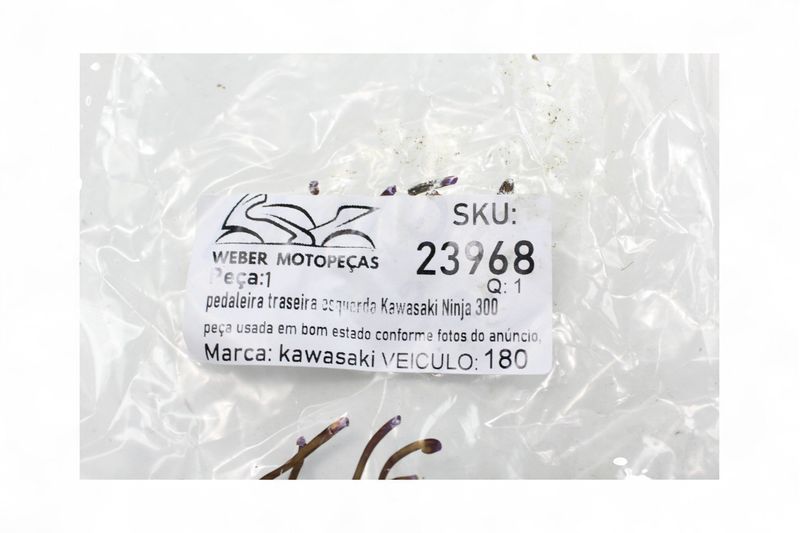 SKU:
23968
WEBER MOTOPEÇAS
Q: 1
Peça:1
pedaleira traseira esquerda Kawasaki Ninja 300
peça usada em bom estado conforme fotos do anúncio.
Marca: kawasaki VEICULO: 180